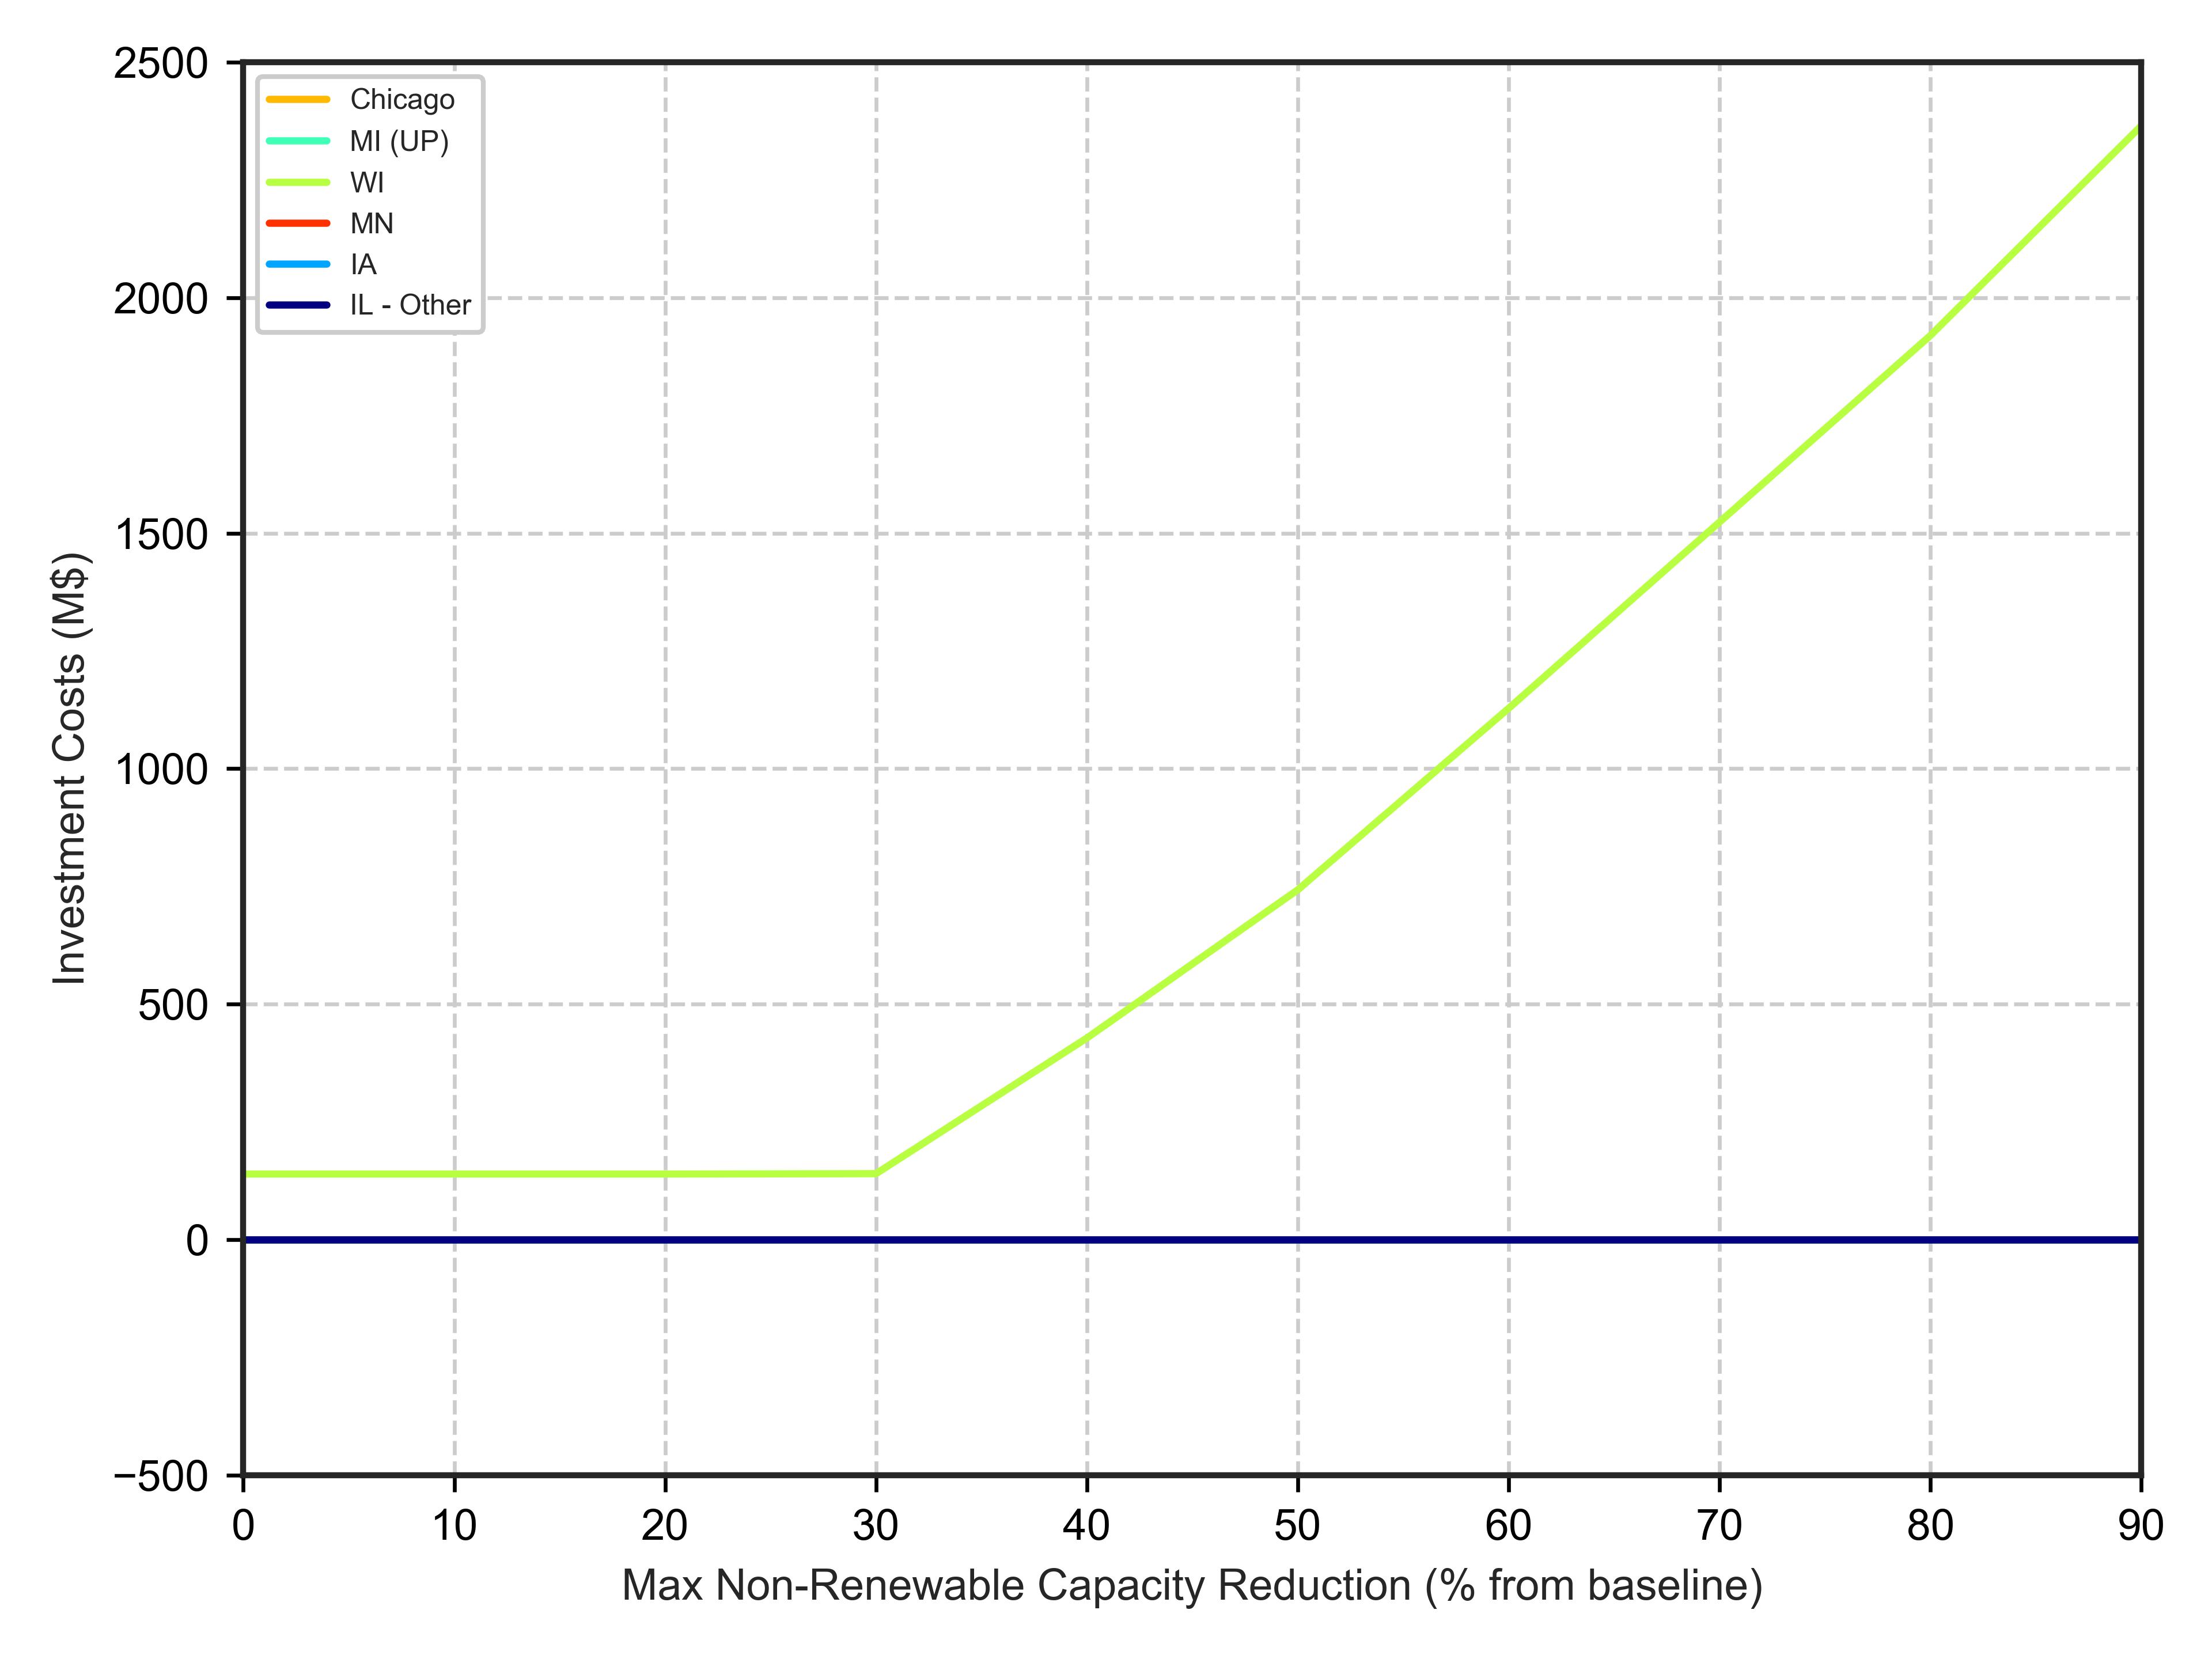 2500
2000
1500
1000
500
0
−500
Investment Costs (M$)
Chicago
MI (UP)
WI
MN
IA
IL - Other
0 10 20 30 40 50 60 70 80 90
Max Non-Renewable Capacity Reduction (% from baseline)